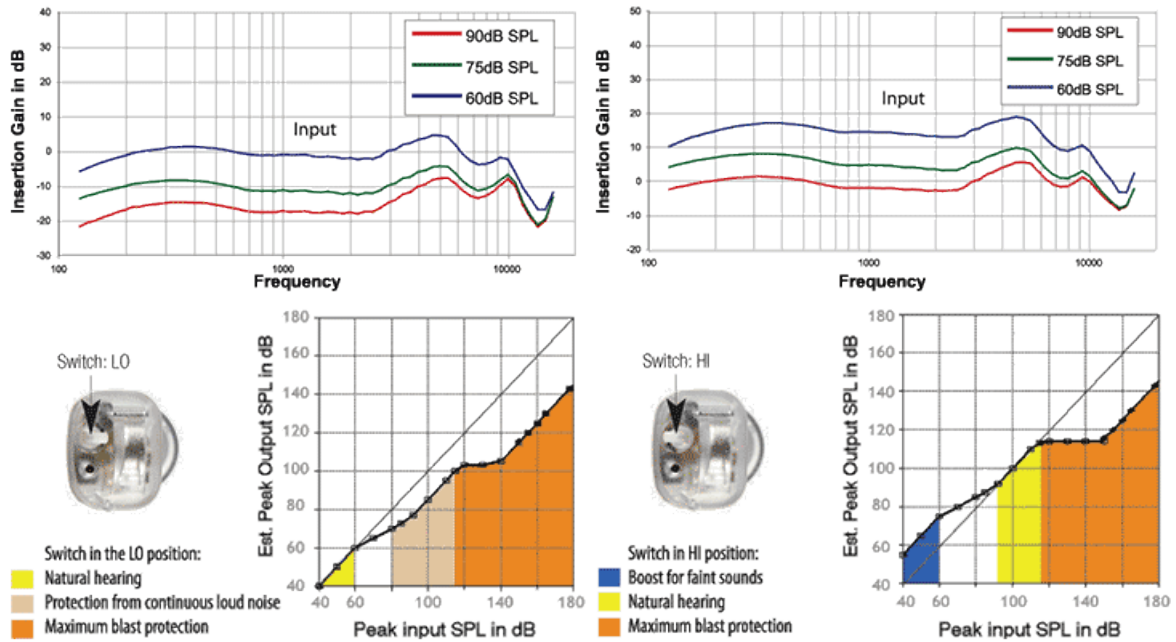 40
30
20
10
0
-10
-20
-30
Insertion Gain in dB
90dB SPL
75dB SPL
60dB SPL
Input
100
1000
10000
Frequency
50
40
30
20
10
0
-10
-20
Insertion Gain in dB
90dB SPL
75dB SPL
60dB SPL
Input
100
1000
10000
Frequency
Switch: LO
Switch in the LO position:
Natural hearing
Protection from continuous loud noise
Maximum blast protection
180
160
140
120
100
80
60
40
Est. Peak Output SPL in dB
40 60 100 140 180
Peak input SPL in dB
Switch: HI
Switch in HI position:
Boost for faint sounds
Natural hearing
Maximum blast protection
180
160
140
120
100
80
60
40
Est. Peak Output SPL in dB
40 60 100 140 180
Peak input SPL in dB